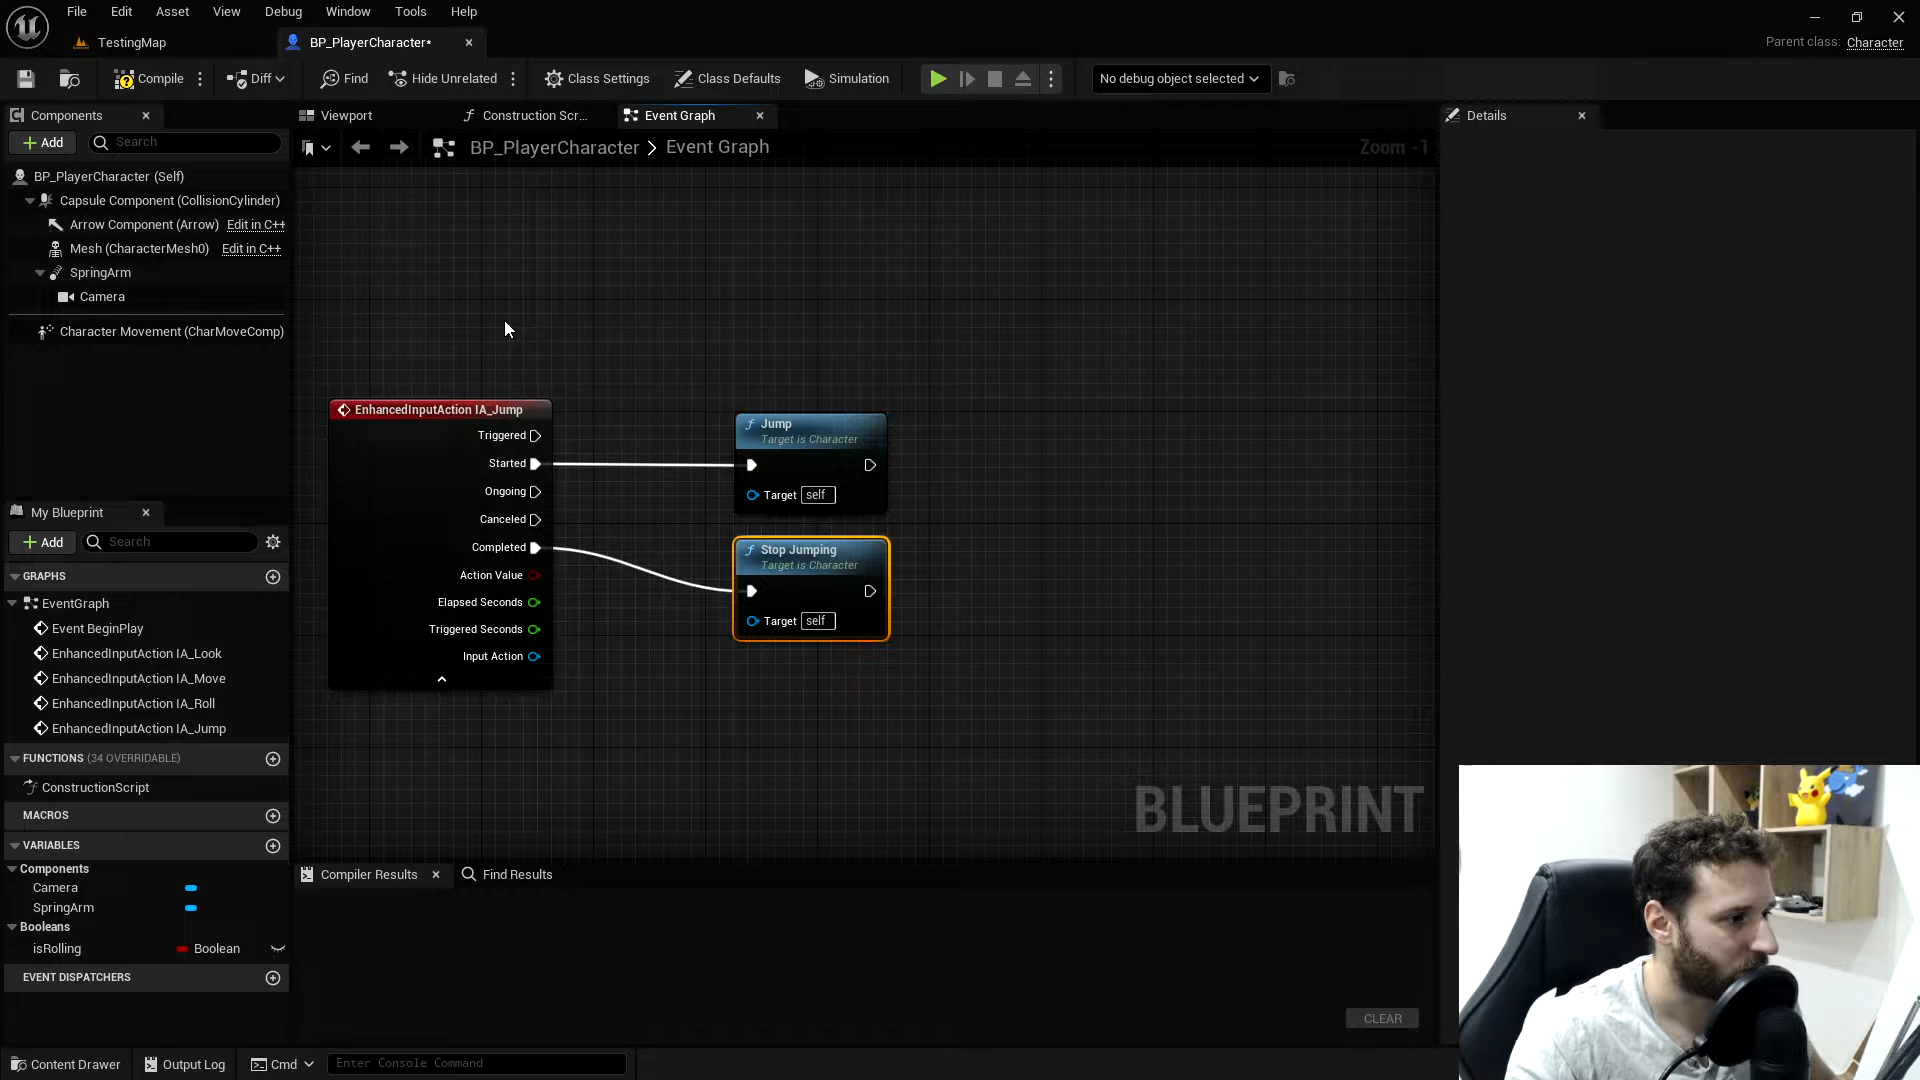 File Edit Asset View Debug Window Tools Help
TestingMap
BP_PlayerCharacter*
Parent class: Character
Compile
Diff
Find
Hide Unrelated
Class Settings
Class Defaults
Simulation
No debug object selected
Components
Add
Search
BP_PlayerCharacter (Self)
Capsule Component (CollisionCylinder)
Arrow Component (Arrow) Edit in C++
Mesh (CharacterMesh0) Edit in C++
SpringArm
Camera
Character Movement (CharMoveComp)
My Blueprint
Add
Search
GRAPHS
EventGraph
Event BeginPlay
EnhancedInputAction IA_Look
EnhancedInputAction IA_Move
EnhancedInputAction IA_Roll
EnhancedInputAction IA_Jump
FUNCTIONS (34 OVERRIDABLE)
ConstructionScript
MACROS
VARIABLES
Components
Camera
SpringArm
Booleans
isRolling Boolean
EVENT DISPATCHERS
Viewport
Construction Scr...
Event Graph
BP_PlayerCharacter > Event Graph
Zoom -1
EnhancedInputAction IA_Jump
Triggered
Started
Ongoing
Canceled
Completed
Action Value
Elapsed Seconds
Triggered Seconds
Input Action
Jump
Target is Character
Target self
Stop Jumping
Target is Character
Target self
BLUEPRINT
Compiler Results
Find Results
CLEAR
Details
Content Drawer
Output Log
Cmd
Enter Console Command